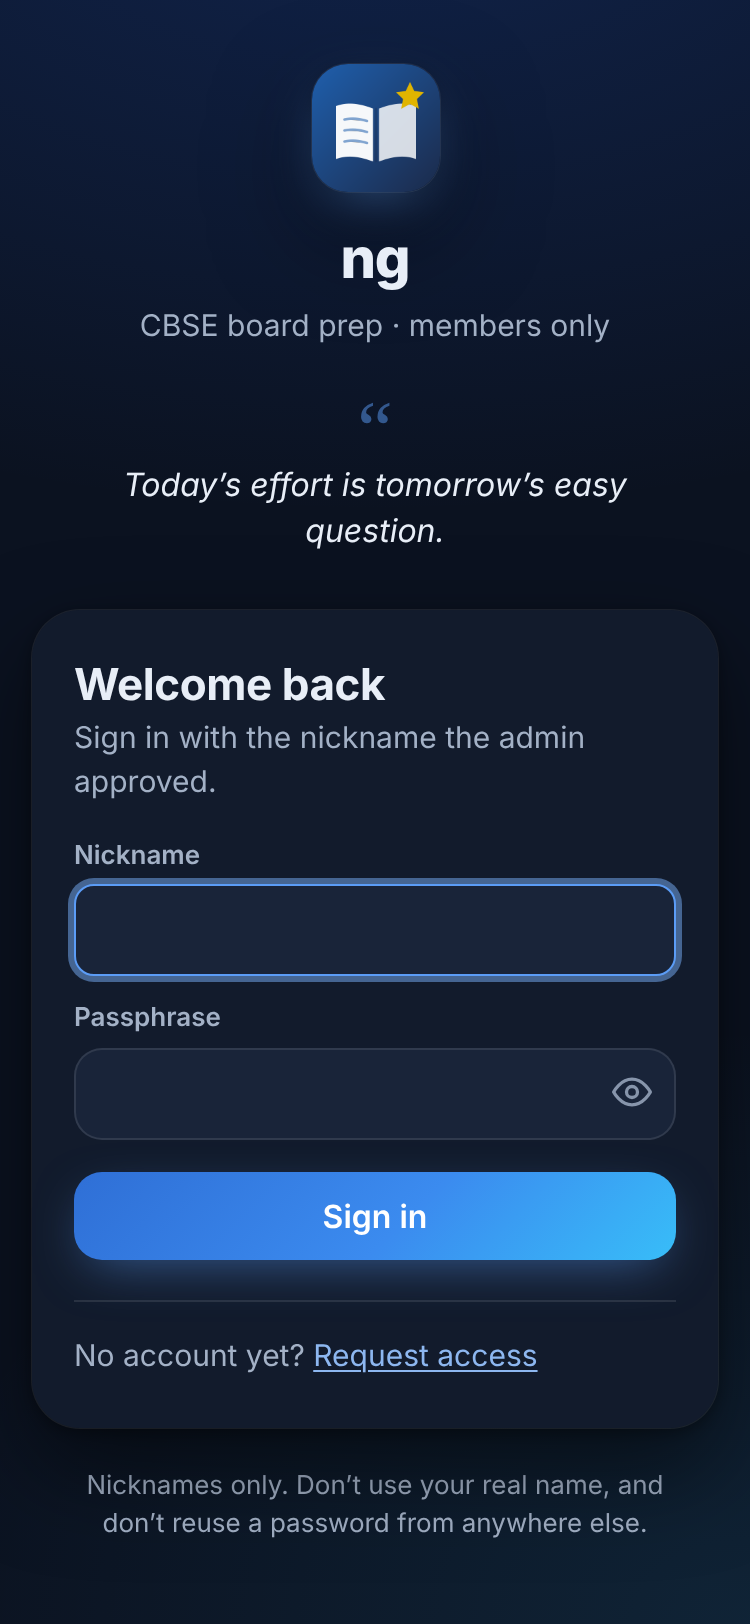 ng
CBSE board prep · members only
“
Today’s effort is tomorrow’s easy
question.
Welcome back
Sign in with the nickname the admin
approved.
Nickname
Passphrase
Sign in
No account yet? Request access
Nicknames only. Don’t use your real name, and
don’t reuse a password from anywhere else.